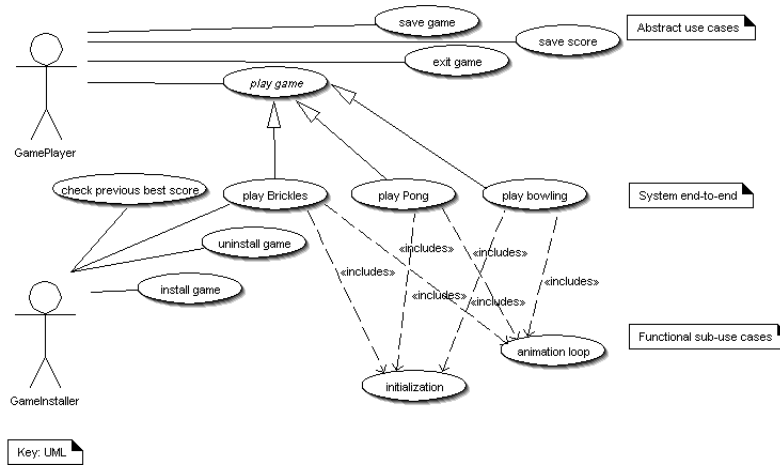 save game
Abstract use cases
save score
exit game
play game
GamePlayer
check previous best score
play Brickles
play Pong
play bowling
System end-to-end
uninstall game
«includes»
«includes»
«includes»
«includes»
install game
«includes»
«includes»
Functional sub-use cases
animation loop
initialization
GameInstaller
Key: UML